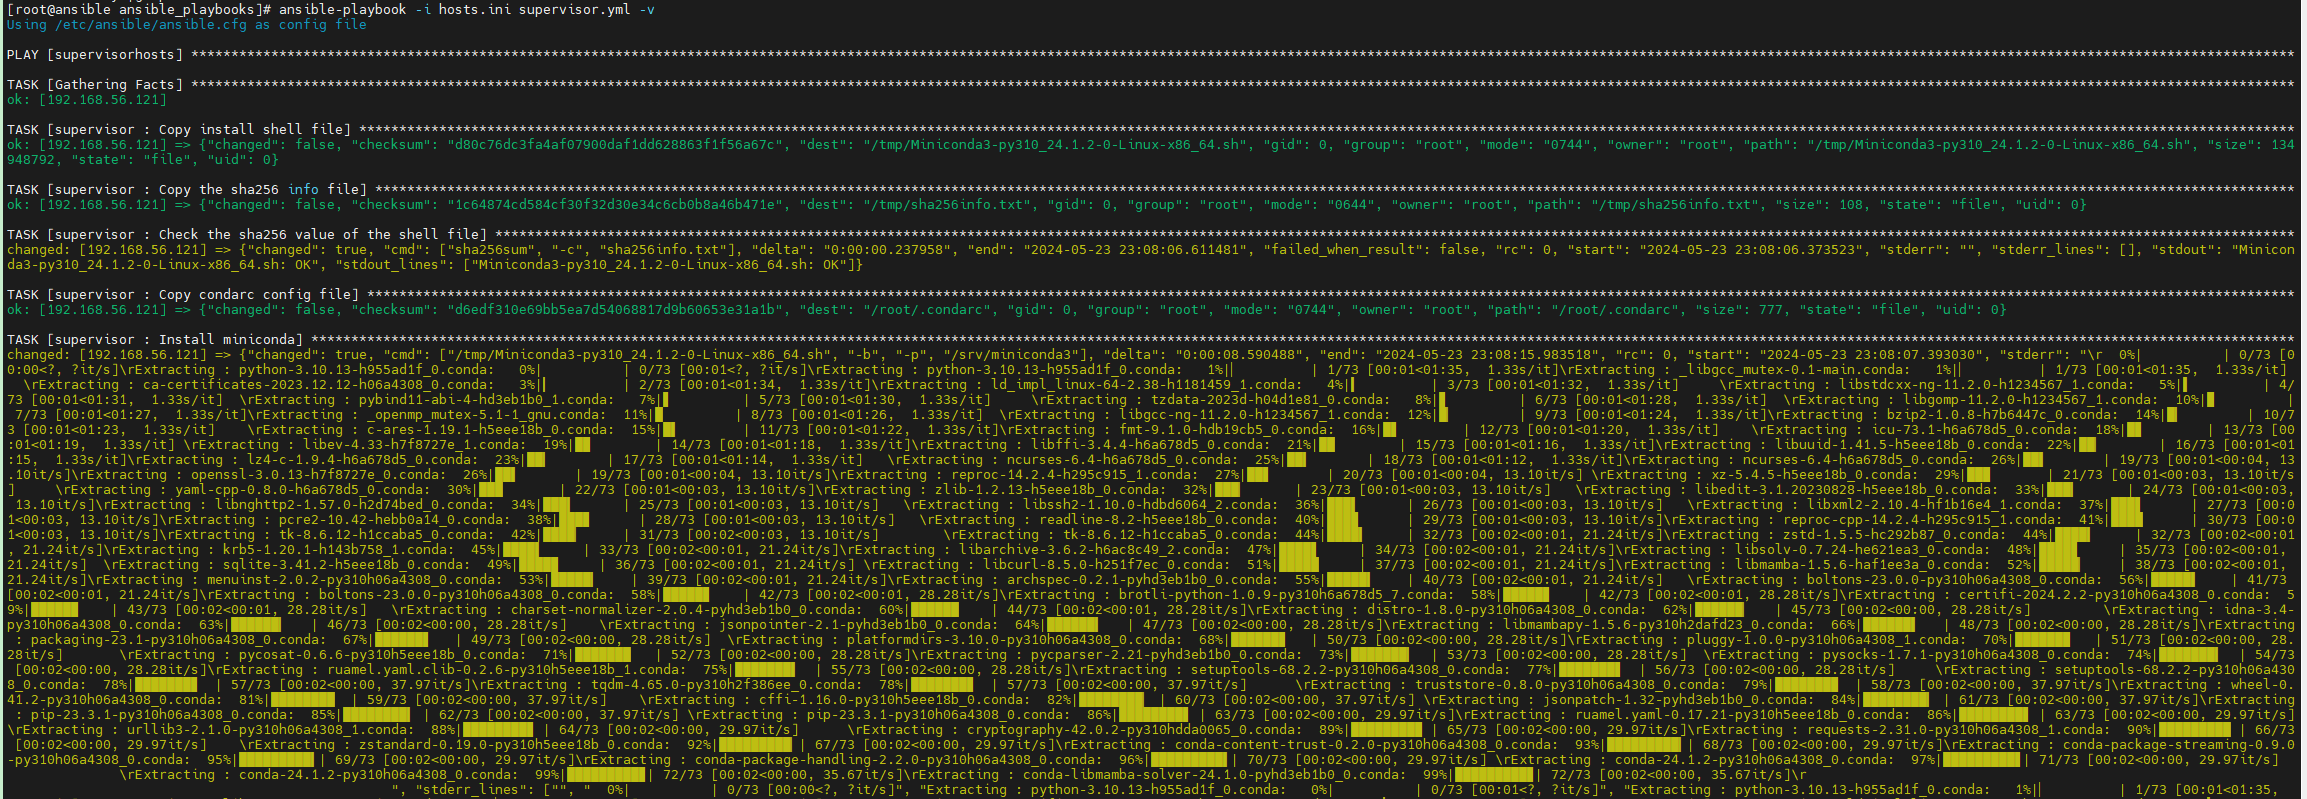 [root@ansible ansible_playbooks]# ansible-playbook -i hosts.ini supervisor.yml -v
Using /etc/ansible/ansible.cfg as config file
PLAY [supervisorhosts] ****************************************************************
TASK [Gathering Facts] ****************************************************************
ok: [192.168.56.121]
TASK [supervisor : Copy install shell file] ****************************************************************
ok: [192.168.56.121] => {"changed": false, "checksum": "d80c76dc3fa4af07900daf1dd628863f1f56a67c", "dest": "/tmp/Miniconda3-py310_24.1.2-0-Linux-x86_64.sh", "gid": 0, "group": "root", "mode": "0744", "owner": "root", "path": "/tmp/Miniconda3-py310_24.1.2-0-Linux-x86_64.sh", "size": 134
948792, "state": "file", "uid": 0}
TASK [supervisor : Copy the sha256 info file] ****************************************************************
ok: [192.168.56.121] => {"changed": false, "checksum": "1c64874cd584cf30f32d30e34c6cb0b8a46b471e", "dest": "/tmp/sha256info.txt", "gid": 0, "group": "root", "mode": "0644", "owner": "root", "path": "/tmp/sha256info.txt", "size": 108, "state": "file", "uid": 0}
TASK [supervisor : Check the sha256 value of the shell file] ****************************************************************
changed: [192.168.56.121] => {"changed": true, "cmd": ["sha256sum", "-c", "sha256info.txt"], "delta": "0:00:00.237958", "end": "2024-05-23 23:08:06.611481", "failed_when_result": false, "rc": 0, "start": "2024-05-23 23:08:06.373523", "stderr": "", "stderr_lines": [], "stdout": "Minicon
da3-py310_24.1.2-0-Linux-x86_64.sh: OK", "stdout_lines": ["Miniconda3-py310_24.1.2-0-Linux-x86_64.sh: OK"]}
TASK [supervisor : Copy condarc config file] ****************************************************************
ok: [192.168.56.121] => {"changed": false, "checksum": "d6edf310e69bb5ea7d54068817d9b60653e31a1b", "dest": "/root/.condarc", "gid": 0, "group": "root", "mode": "0744", "owner": "root", "path": "/root/.condarc", "size": 777, "state": "file", "uid": 0}
TASK [supervisor : Install miniconda] ****************************************************************
changed: [192.168.56.121] => {"changed": true, "cmd": ["/tmp/Miniconda3-py310_24.1.2-0-Linux-x86_64.sh", "-b", "-p", "/srv/miniconda3"], "delta": "0:00:08.590488", "end": "2024-05-23 23:08:15.983518", "rc": 0, "start": "2024-05-23 23:08:07.393030", "stderr": "\r  0%| | 0/73 [0
0:00<?, ?it/s]\rExtracting : python-3.10.13-h955ad1f_0.conda:   0%| | 0/73 [00:01<?, ?it/s]\rExtracting : python-3.10.13-h955ad1f_0.conda:   1%| | 1/73 [00:01<01:35,  1.33s/it]\rExtracting : _libgcc_mutex-0.1-main.conda:   1%| | 1/73 [00:01<01:35,  1.33s/it]
\rExtracting : ca-certificates-2023.12.12-h06a4308_0.conda:   3%| | 2/73 [00:01<01:34,  1.33s/it]\rExtracting : ld_impl_linux-64-2.38-h1181459_1.conda:   4%| | 3/73 [00:01<01:32,  1.33s/it] \rExtracting : libstdcxx-ng-11.2.0-h1234567_1.conda:   5%| | 4/
73 [00:01<01:31,  1.33s/it] \rExtracting : pybind11-abi-4-hd3eb1b0_1.conda:   7%| | 5/73 [00:01<01:30,  1.33s/it] \rExtracting : tzdata-2023d-h04d1e81_0.conda:   8%| | 6/73 [00:01<01:28,  1.33s/it] \rExtracting : libgomp-11.2.0-h1234567_1.conda:  10%| |
7/73 [00:01<01:27,  1.33s/it]\rExtracting : _openmp_mutex-5.1-1_gnu.conda:  11%| | 8/73 [00:01<01:26,  1.33s/it] \rExtracting : libgcc-ng-11.2.0-h1234567_1.conda:  12%| | 9/73 [00:01<01:24,  1.33s/it]\rExtracting : bzip2-1.0.8-h7b6447c_0.conda:  14%| | 10/7
3 [00:01<01:23,  1.33s/it] \rExtracting : c-ares-1.19.1-h5eee18b_0.conda:  15%| | 11/73 [00:01<01:22,  1.33s/it]\rExtracting : fmt-9.1.0-hdb19cb5_0.conda:  16%| | 12/73 [00:01<01:20,  1.33s/it] \rExtracting : icu-73.1-h6a678d5_0.conda:  18%| | 13/73 [00
:01<01:19,  1.33s/it] \rExtracting : libev-4.33-h7f8727e_1.conda:  19%| | 14/73 [00:01<01:18,  1.33s/it]\rExtracting : libffi-3.4.4-h6a678d5_0.conda:  21%| | 15/73 [00:01<01:16,  1.33s/it]\rExtracting : libuuid-1.41.5-h5eee18b_0.conda:  22%| | 16/73 [00:01<01
:15,  1.33s/it]\rExtracting : lz4-c-1.9.4-h6a678d5_0.conda:  23%| | 17/73 [00:01<01:14,  1.33s/it] \rExtracting : ncurses-6.4-h6a678d5_0.conda:  25%| | 18/73 [00:01<01:12,  1.33s/it]\rExtracting : ncurses-6.4-h6a678d5_0.conda:  26%| | 19/73 [00:01<00:04, 13
.10it/s]\rExtracting : openssl-3.0.13-h7f8727e_0.conda:  26%| | 19/73 [00:01<00:04, 13.10it/s]\rExtracting : reproc-14.2.4-h295c915_1.conda:  27%| | 20/73 [00:01<00:04, 13.10it/s] \rExtracting : xz-5.4.5-h5eee18b_0.conda:  29%| | 21/73 [00:01<00:03, 13.10it/s
] \rExtracting : yaml-cpp-0.8.0-h6a678d5_0.conda:  30%| | 22/73 [00:01<00:03, 13.10it/s]\rExtracting : zlib-1.2.13-h5eee18b_0.conda:  32%| | 23/73 [00:01<00:03, 13.10it/s] \rExtracting : libedit-3.1.20230828-h5eee18b_0.conda:  33%| | 24/73 [00:01<00:03,
13.10it/s]\rExtracting : libnghttp2-1.57.0-h2d74bed_0.conda:  34%| | 25/73 [00:01<00:03, 13.10it/s] \rExtracting : libssh2-1.10.0-hdbd6064_2.conda:  36%| | 26/73 [00:01<00:03, 13.10it/s]\rExtracting : libxml2-2.10.4-hf1b16e4_1.conda:  37%| | 27/73 [00:0
1<00:03, 13.10it/s]\rExtracting : pcre2-10.42-hebb0a14_0.conda:  38%| | 28/73 [00:01<00:03, 13.10it/s] \rExtracting : readline-8.2-h5eee18b_0.conda:  40%| | 29/73 [00:01<00:03, 13.10it/s]\rExtracting : reproc-cpp-14.2.4-h295c915_1.conda:  41%| | 30/73 [00:0
1<00:03, 13.10it/s]\rExtracting : tk-8.6.12-h1ccaba5_0.conda:  42%| | 31/73 [00:02<00:03, 13.10it/s] \rExtracting : tk-8.6.12-h1ccaba5_0.conda:  44%| | 32/73 [00:02<00:01, 21.24it/s]\rExtracting : zstd-1.5.5-hc292b87_0.conda:  44%| | 32/73 [00:02<00:01
, 21.24it/s]\rExtracting : krb5-1.20.1-h143b758_1.conda:  45%| | 33/73 [00:02<00:01, 21.24it/s]\rExtracting : libarchive-3.6.2-h6ac8c49_2.conda:  47%| | 34/73 [00:02<00:01, 21.24it/s]\rExtracting : libsolv-0.7.24-he621ea3_0.conda:  48%| | 35/73 [00:02<00:01,
21.24it/s]  \rExtracting : sqlite-3.41.2-h5eee18b_0.conda:  49%| | 36/73 [00:02<00:01, 21.24it/s] \rExtracting : libcurl-8.5.0-h251f7ec_0.conda:  51%| | 37/73 [00:02<00:01, 21.24it/s]\rExtracting : libmamba-1.5.6-haf1ee3a_0.conda:  52%| | 38/73 [00:02<00:01,
21.24it/s]\rExtracting : menuinst-2.0.2-py310h06a4308_0.conda:  53%| | 39/73 [00:02<00:01, 21.24it/s]\rExtracting : archspec-0.2.1-pyhd3eb1b0_0.conda:  55%| | 40/73 [00:02<00:01, 21.24it/s] \rExtracting : boltons-23.0.0-py310h06a4308_0.conda:  56%| | 41/73
[00:02<00:01, 21.24it/s]\rExtracting : boltons-23.0.0-py310h06a4308_0.conda:  58%| | 42/73 [00:02<00:01, 28.28it/s]\rExtracting : brotli-python-1.0.9-py310h6a678d5_7.conda:  58%| | 42/73 [00:02<00:01, 28.28it/s]\rExtracting : certifi-2024.2.2-py310h06a4308_0.conda:  5
9%| | 43/73 [00:02<00:01, 28.28it/s] \rExtracting : charset-normalizer-2.0.4-pyhd3eb1b0_0.conda:  60%| | 44/73 [00:02<00:01, 28.28it/s]\rExtracting : distro-1.8.0-py310h06a4308_0.conda:  62%| | 45/73 [00:02<00:00, 28.28it/s] \rExtracting : idna-3.4-
py310h06a4308_0.conda:  63%| | 46/73 [00:02<00:00, 28.28it/s] \rExtracting : jsonpointer-2.1-pyhd3eb1b0_0.conda:  64%| | 47/73 [00:02<00:00, 28.28it/s]\rExtracting : libmambapy-1.5.6-py310h2dafd23_0.conda:  66%| | 48/73 [00:02<00:00, 28.28it/s]\rExtracting
: packaging-23.1-py310h06a4308_0.conda:  67%| | 49/73 [00:02<00:00, 28.28it/s] \rExtracting : platformdirs-3.10.0-py310h06a4308_0.conda:  68%| | 50/73 [00:02<00:00, 28.28it/s]\rExtracting : pluggy-1.0.0-py310h06a4308_1.conda:  70%| | 51/73 [00:02<00:00, 28.
28it/s] \rExtracting : pycosat-0.6.6-py310h5eee18b_0.conda:  71%| | 52/73 [00:02<00:00, 28.28it/s]\rExtracting : pycparser-2.21-pyhd3eb1b0_0.conda:  73%| | 53/73 [00:02<00:00, 28.28it/s] \rExtracting : pysocks-1.7.1-py310h06a4308_0.conda:  74%| | 54/73
[00:02<00:00, 28.28it/s]\rExtracting : ruamel.yaml.clib-0.2.6-py310h5eee18b_1.conda:  75%| | 55/73 [00:02<00:00, 28.28it/s]\rExtracting : setuptools-68.2.2-py310h06a4308_0.conda:  77%| | 56/73 [00:02<00:00, 28.28it/s] \rExtracting : setuptools-68.2.2-py310h06a430
8_0.conda:  78%| | 57/73 [00:02<00:00, 37.97it/s]\rExtracting : tqdm-4.65.0-py310h2f386ee_0.conda:  78%| | 57/73 [00:02<00:00, 37.97it/s] \rExtracting : truststore-0.8.0-py310h06a4308_0.conda:  79%| | 58/73 [00:02<00:00, 37.97it/s]\rExtracting : wheel-0.
41.2-py310h06a4308_0.conda:  81%| | 59/73 [00:02<00:00, 37.97it/s] \rExtracting : cffi-1.16.0-py310h5eee18b_0.conda:  82%| | 60/73 [00:02<00:00, 37.97it/s] \rExtracting : jsonpatch-1.32-pyhd3eb1b0_0.conda:  84%| | 61/73 [00:02<00:00, 37.97it/s]\rExtracting
: pip-23.3.1-py310h06a4308_0.conda:  85%| | 62/73 [00:02<00:00, 37.97it/s] \rExtracting : pip-23.3.1-py310h06a4308_0.conda:  86%| | 63/73 [00:02<00:00, 29.97it/s]\rExtracting : ruamel.yaml-0.17.21-py310h5eee18b_0.conda:  86%| | 63/73 [00:02<00:00, 29.97it/s]
\rExtracting : urllib3-2.1.0-py310h06a4308_1.conda:  88%| | 64/73 [00:02<00:00, 29.97it/s] \rExtracting : cryptography-42.0.2-py310hdda0065_0.conda:  89%| | 65/73 [00:02<00:00, 29.97it/s]\rExtracting : requests-2.31.0-py310h06a4308_1.conda:  90%| | 66/73
[00:02<00:00, 29.97it/s] \rExtracting : zstandard-0.19.0-py310h5eee18b_0.conda:  92%| | 67/73 [00:02<00:00, 29.97it/s]\rExtracting : conda-content-trust-0.2.0-py310h06a4308_0.conda:  93%| | 68/73 [00:02<00:00, 29.97it/s]\rExtracting : conda-package-streaming-0.9.0
-py310h06a4308_0.conda:  95%| | 69/73 [00:02<00:00, 29.97it/s]\rExtracting : conda-package-handling-2.2.0-py310h06a4308_0.conda:  96%| | 70/73 [00:02<00:00, 29.97it/s] \rExtracting : conda-24.1.2-py310h06a4308_0.conda:  97%| | 71/73 [00:02<00:00, 29.97it/s]
\rExtracting : conda-24.1.2-py310h06a4308_0.conda:  99%| | 72/73 [00:02<00:00, 35.67it/s]\rExtracting : conda-libmamba-solver-24.1.0-pyhd3eb1b0_0.conda:  99%| | 72/73 [00:02<00:00, 35.67it/s]\r
", "stderr_lines": ["", "  0%| | 0/73 [00:00<?, ?it/s]", "Extracting : python-3.10.13-h955ad1f_0.conda:   0%| | 0/73 [00:01<?, ?it/s]", "Extracting : python-3.10.13-h955ad1f_0.conda:   1%| | 1/73 [00:01<01:35,